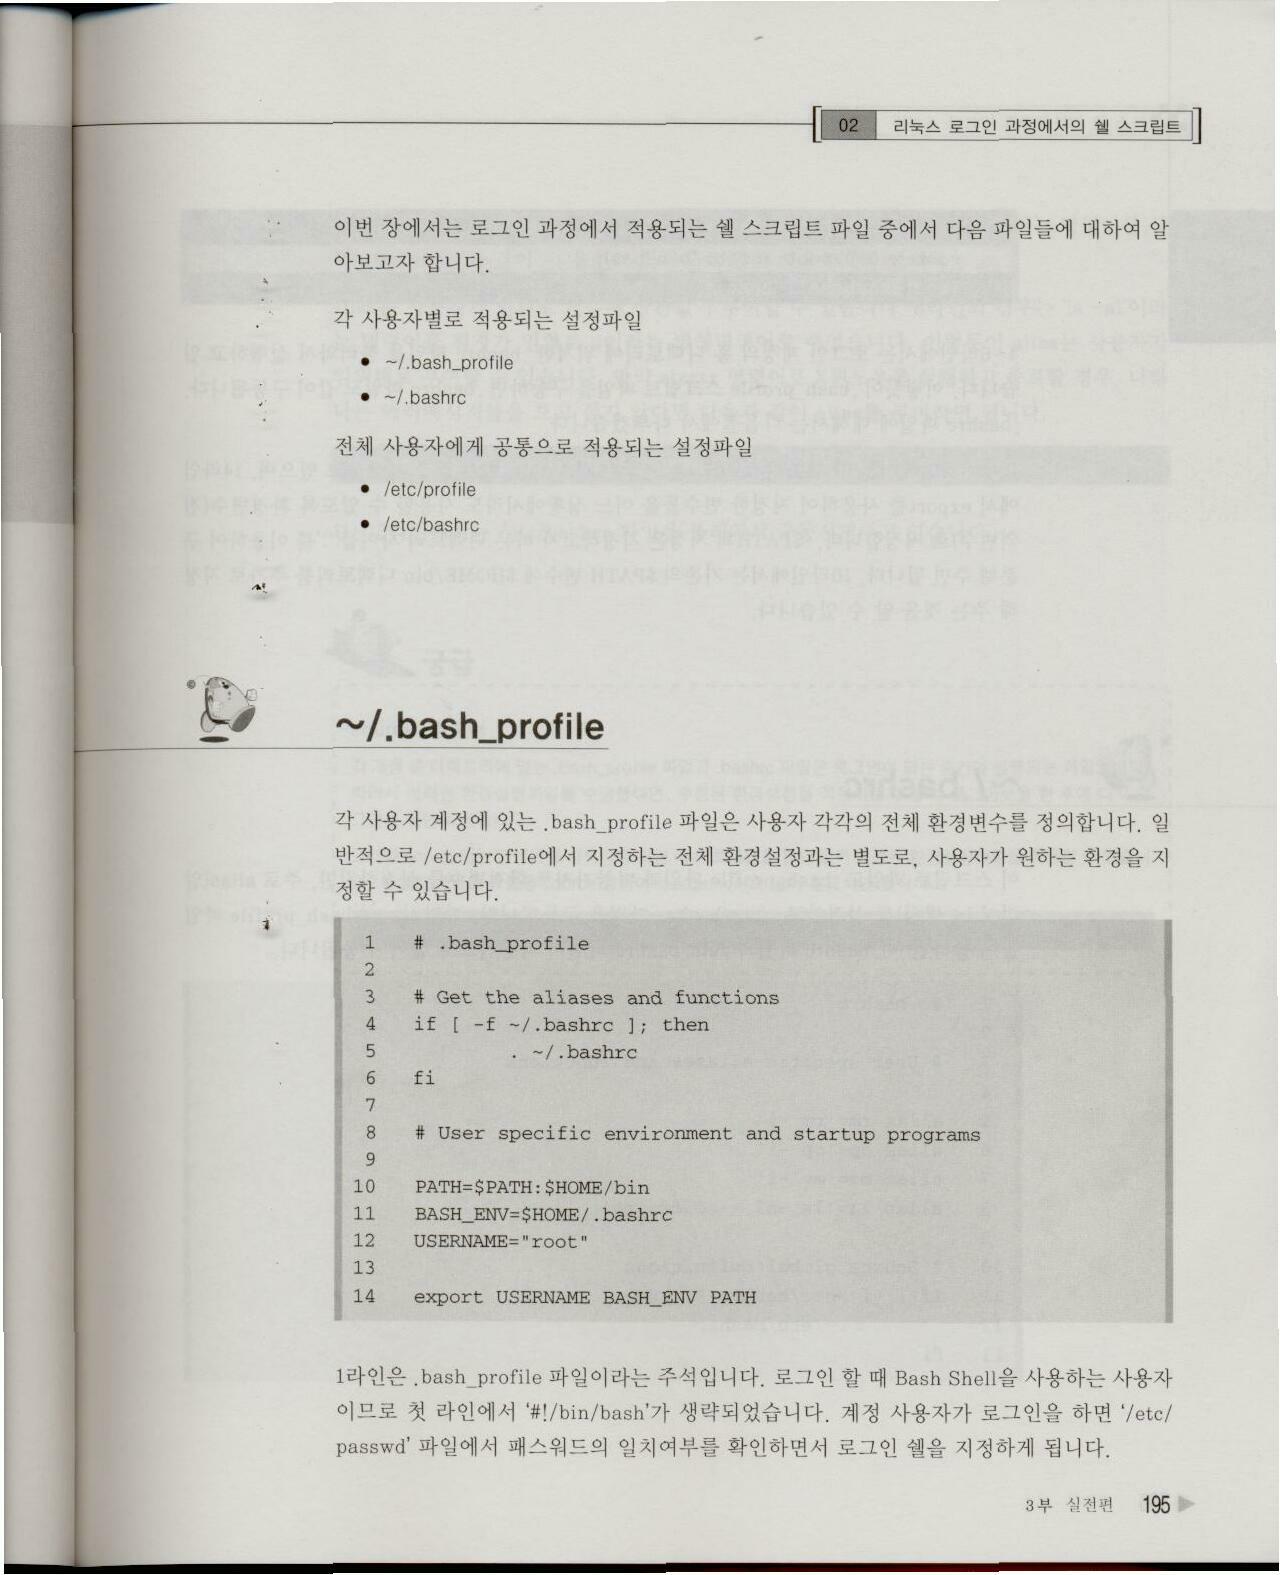 02 리눅스 로그인 과정에서의 쉘 스크립트
이번 장에서는 로그인 과정에서 적용되는 쉘 스크립트 파일 중에서 다음 파일들에 대하여 알
아보고자 합니다.
각 사용자별로 적용되는 설정파일
• ~/.bash_profile
• ~/.bashrc
전체 사용자에게 공통으로 적용되는 설정파일
• /etc/profile
• /etc/bashrc
~/.bash_profile
각 사용자 계정에 있는 .bash_profile 파일은 사용자 각각의 전체 환경변수를 정의합니다. 일
반적으로 /etc/profile에서 지정하는 전체 환경설정과는 별도로, 사용자가 원하는 환경을 지
정할 수 있습니다.
1 # .bash_profile
2
3 # Get the aliases and functions
4 if [ -f ~/.bashrc ]; then
5 . ~/.bashrc
6 fi
7
8 # User specific environment and startup programs
9
10 PATH=$PATH:$HOME/bin
11 BASH_ENV=$HOME/.bashrc
12 USERNAME="root"
13
14 export USERNAME BASH_ENV PATH
1라인은 .bash_profile 파일이라는 주석입니다. 로그인 할 때 Bash Shell을 사용하는 사용자
이므로 첫 라인에서 ‘#!/bin/bash’가 생략되었습니다. 계정 사용자가 로그인을 하면 ‘/etc/
passwd’ 파일에서 패스워드의 일치여부를 확인하면서 로그인 쉘을 지정하게 됩니다.
3부 실전편 195